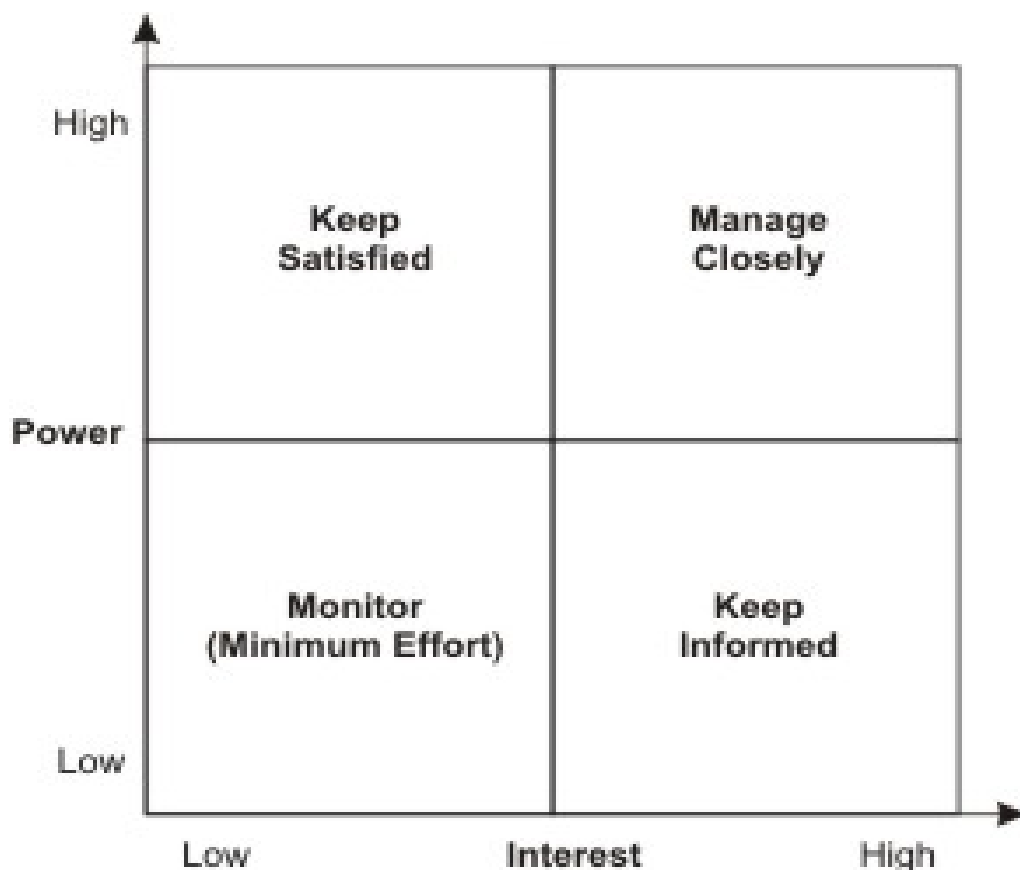 High
Keep
Satisfied
Manage
Closely
Power
Monitor
(Minimum Effort)
Keep
Informed
Low
Low
Interest
High